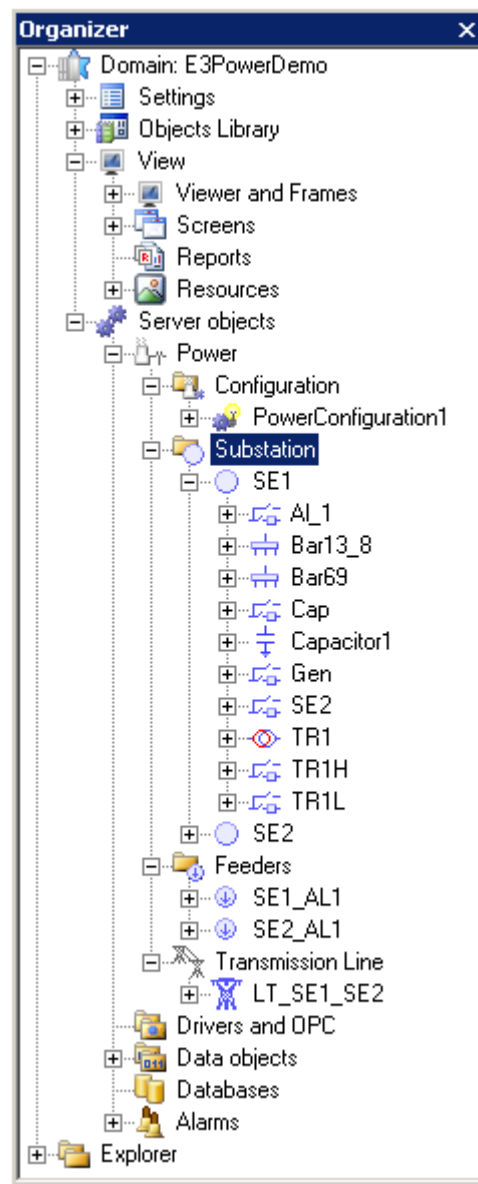 Organizer
Domain: E3PowerDemo
Settings
Objects Library
View
Viewer and Frames
Screens
Reports
Resources
Server objects
Power
Configuration
PowerConfiguration1
Substation
SE1
AI_1
Bar13_8
Bar69
Cap
Capacitor1
Gen
SE2
TR1
TR1H
TR1L
SE2
Feeders
SE1_AL1
SE2_AL1
Transmission Line
LT_SE1_SE2
Drivers and OPC
Data objects
Databases
Alarms
Explorer